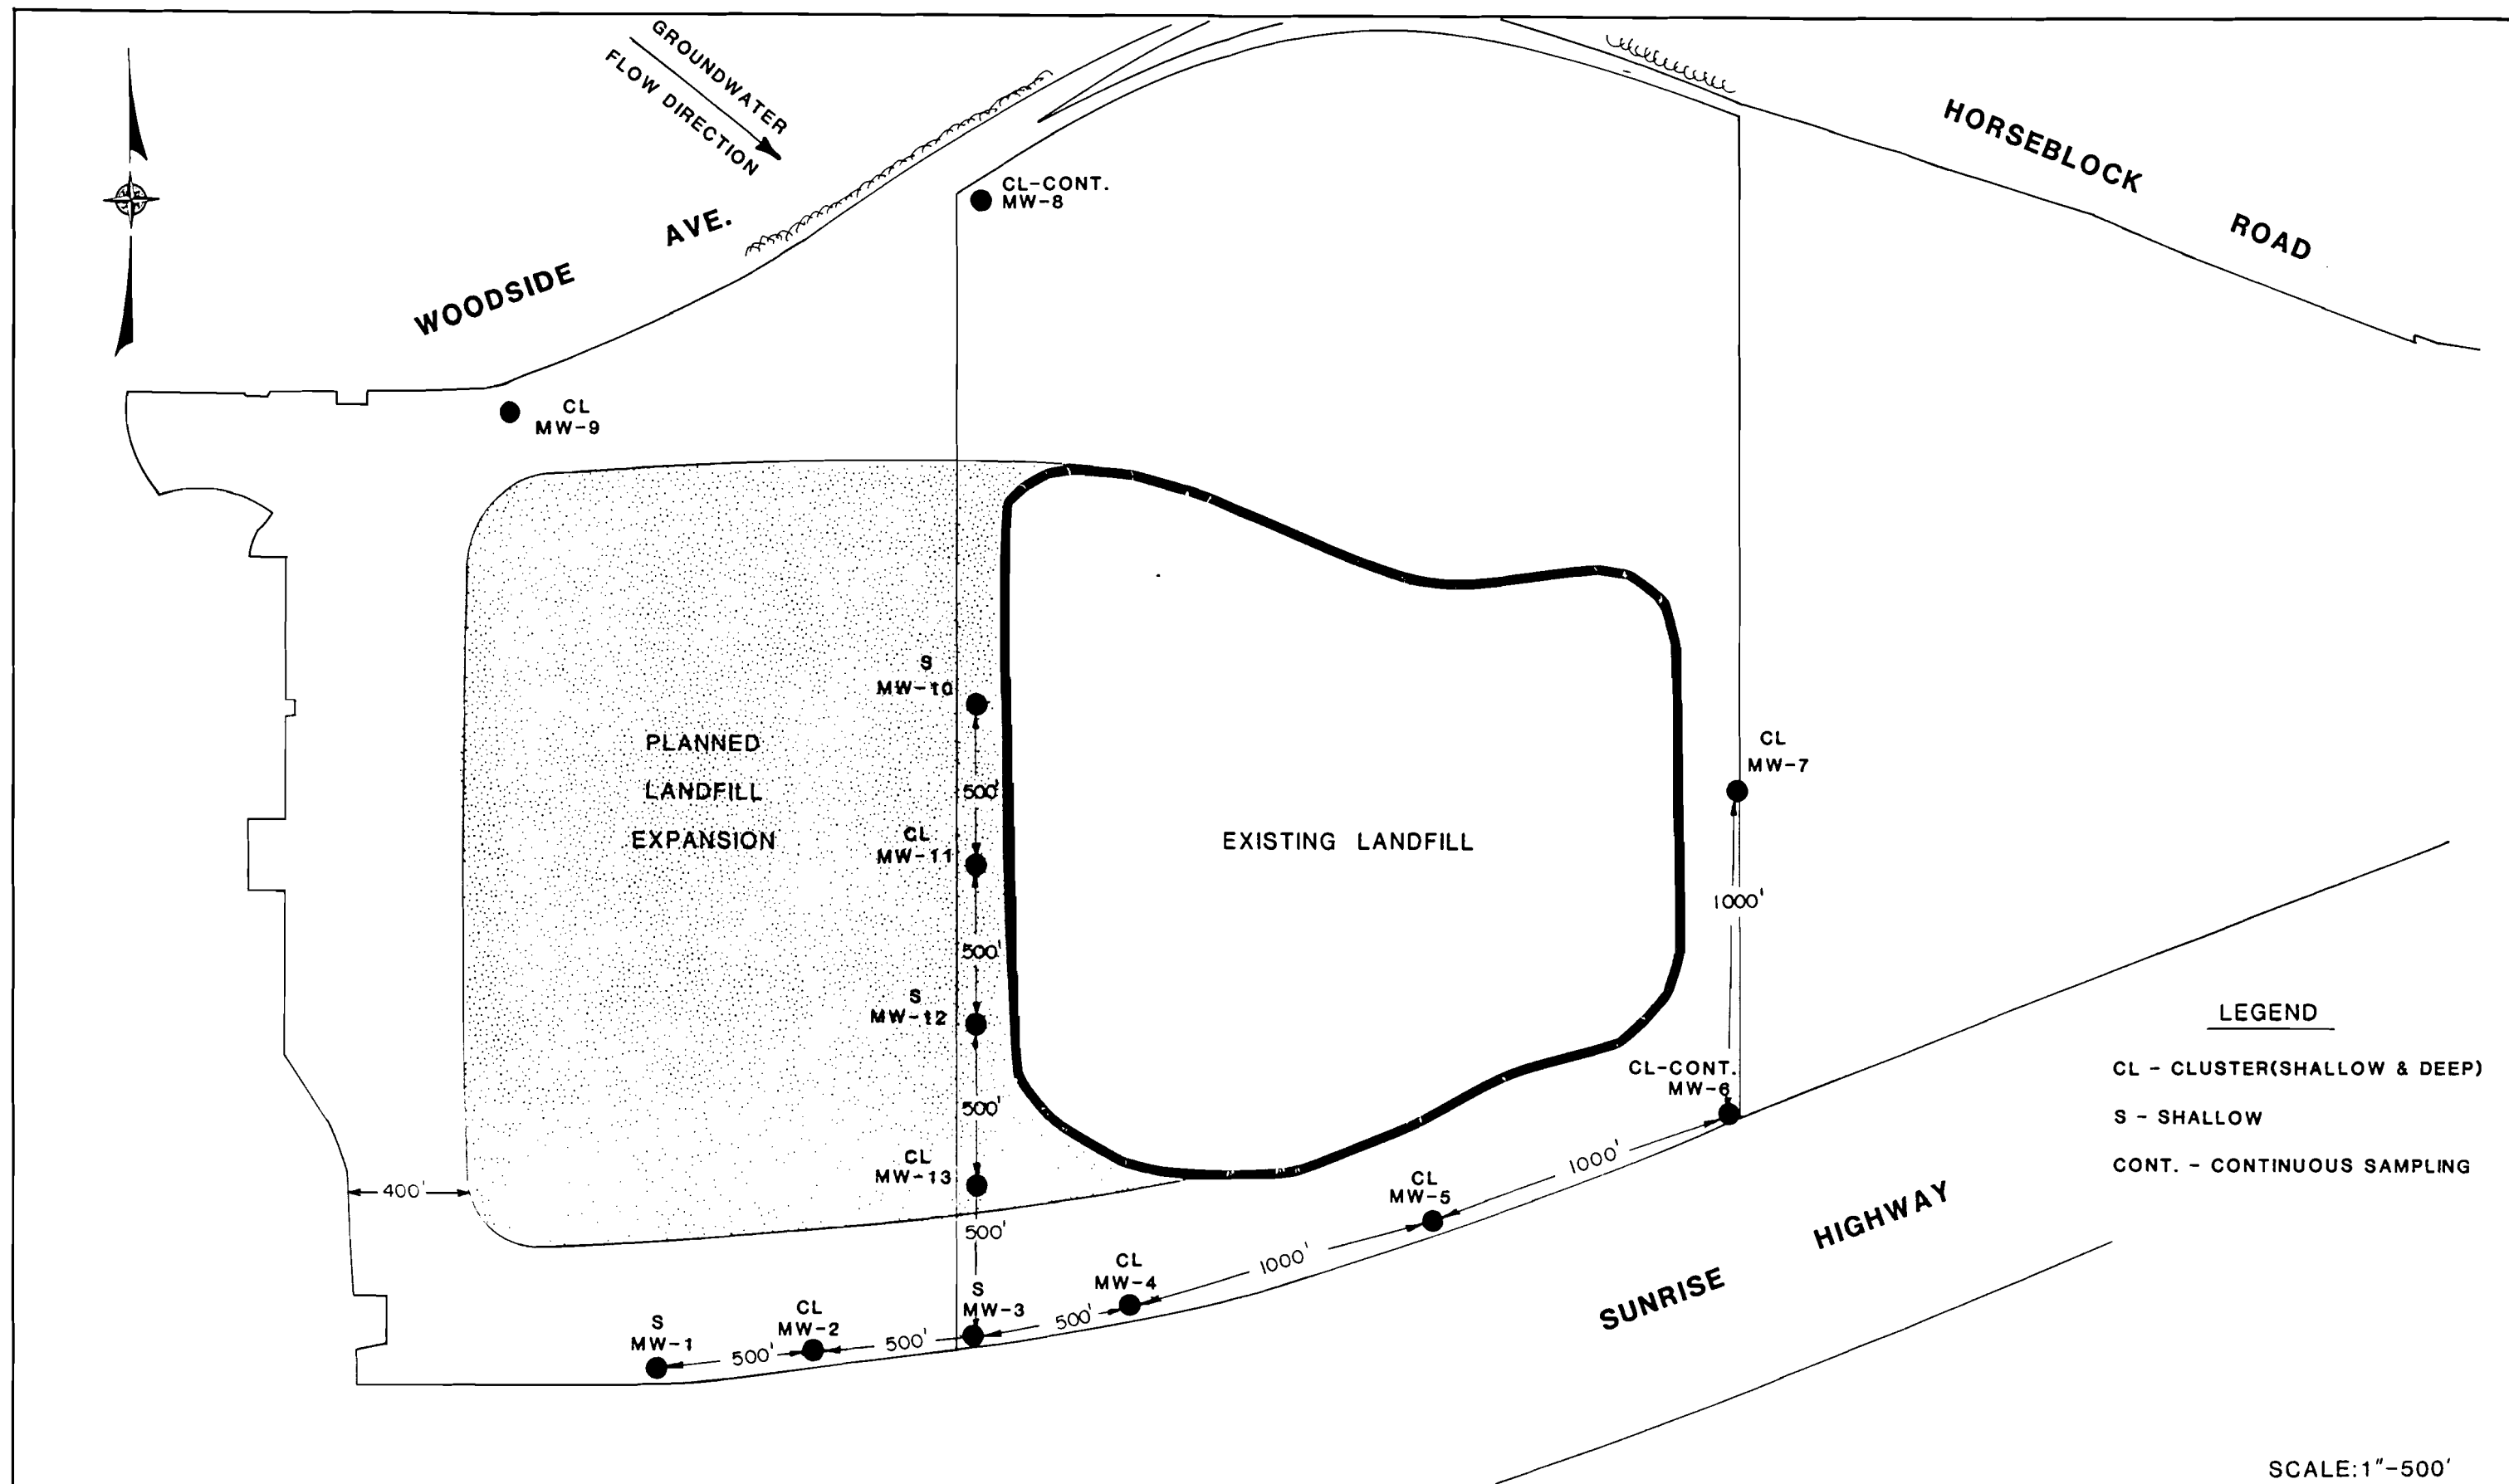 GROUNDWATER
FLOW DIRECTION
WOODSIDE AVE.
HORSEBLOCK ROAD
CL-CONT.
MW-8
CL
MW-9
S
MW-10
500'
PLANNED
LANDFILL
EXPANSION
CL
MW-11
EXISTING LANDFILL
CL
MW-7
1000'
500'
S
MW-12
500'
CL
MW-13
400'
500'
CL-CONT.
MW-6
1000'
CL
MW-5
1000'
CL
MW-4
500'
S
MW-3
500'
CL
MW-2
500'
S
MW-1
SUNRISE HIGHWAY
LEGEND
CL - CLUSTER(SHALLOW & DEEP)
S - SHALLOW
CONT. - CONTINUOUS SAMPLING
SCALE: 1"-500'